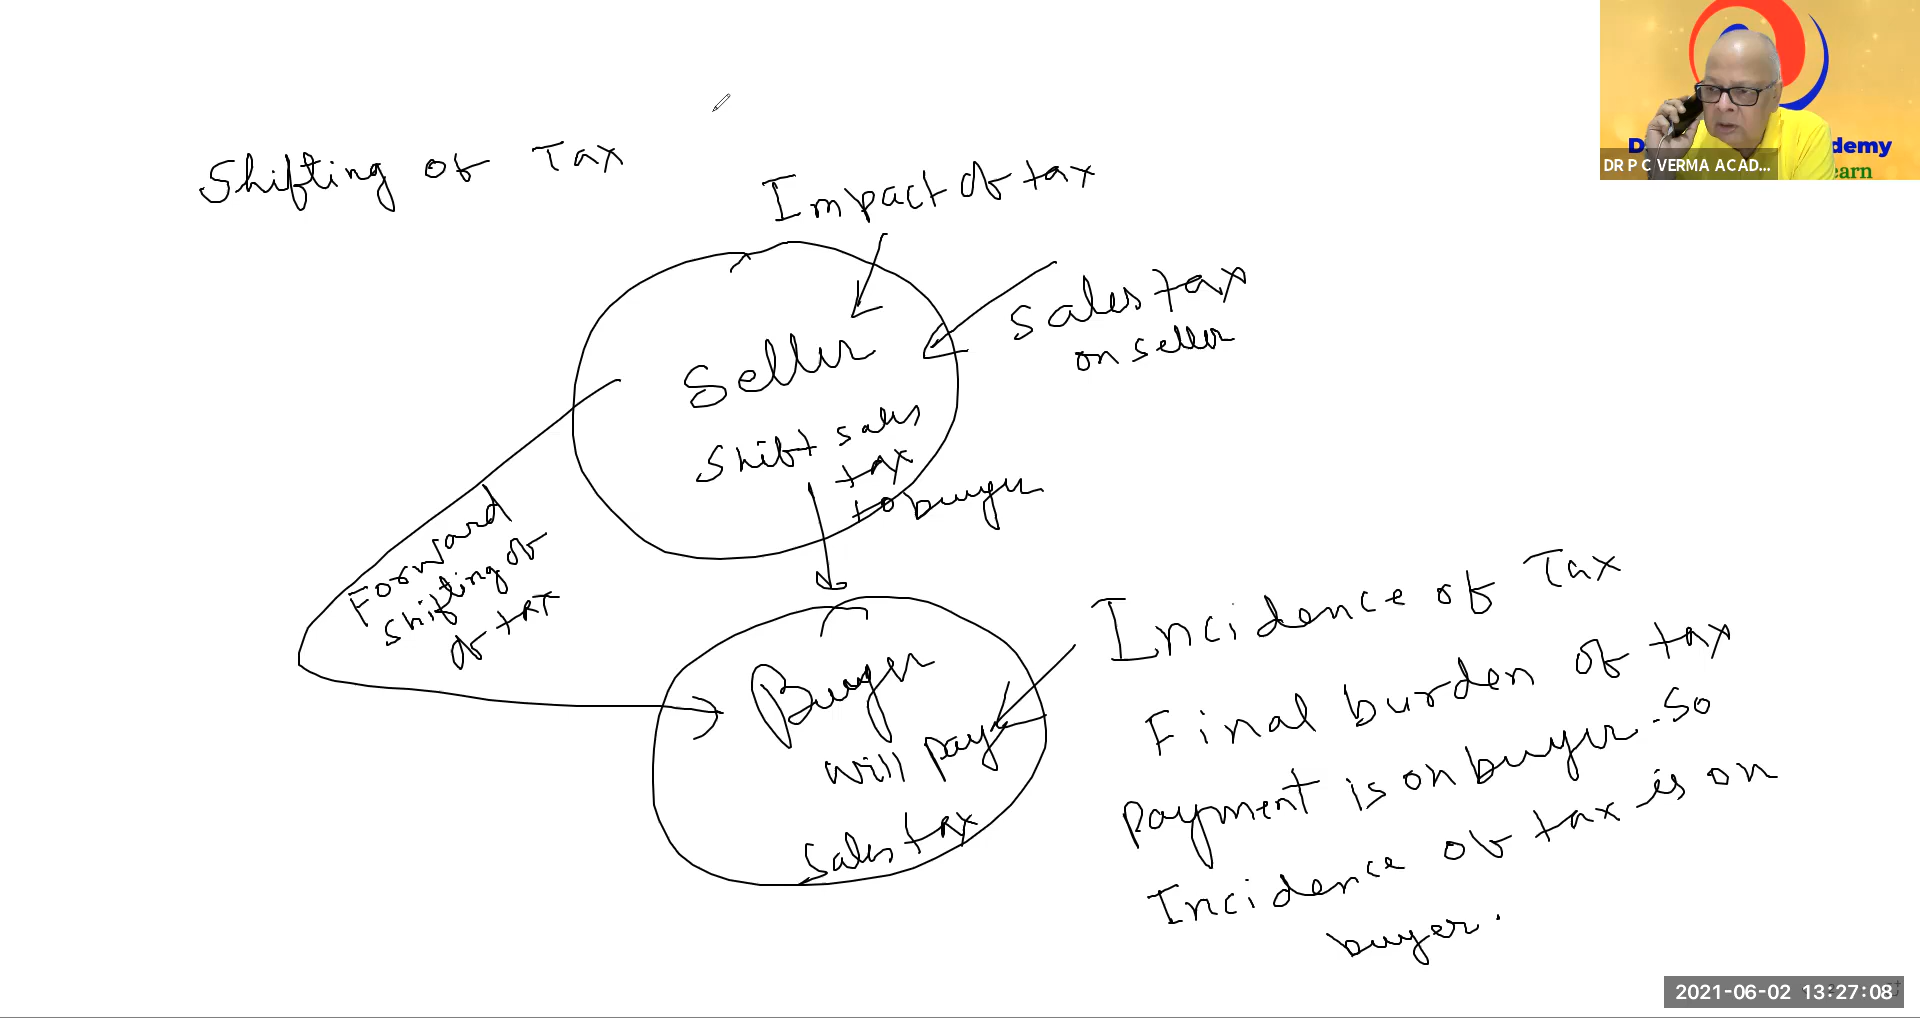 Shifting of Tax
Impact of tax
Sales tax
on seller
Seller
Shift sales
tax
to buyer
Forward
shifting of
of tax
Buyer
will pay
Sales tax
Incidence of Tax
Final burden of tax
payment is on buyer. So
Incidence of tax is on
buyer.
D demy
earn
DR P C VERMA ACAD...
2021-06-02 13:27:08